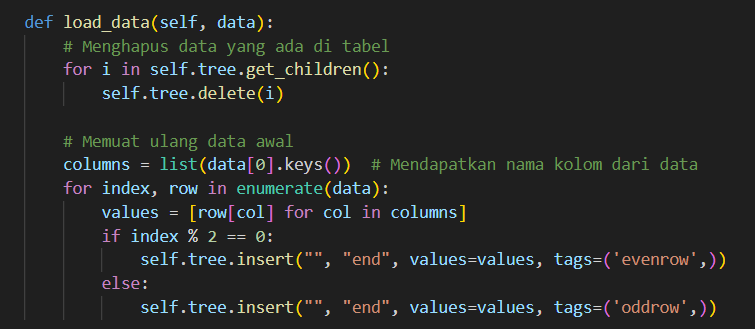 def load_data(self, data):
    # Menghapus data yang ada di tabel
    for i in self.tree.get_children():
        self.tree.delete(i)

    # Memuat ulang data awal
    columns = list(data[0].keys())  # Mendapatkan nama kolom dari data
    for index, row in enumerate(data):
        values = [row[col] for col in columns]
        if index % 2 == 0:
            self.tree.insert("", "end", values=values, tags=('evenrow',))
        else:
            self.tree.insert("", "end", values=values, tags=('oddrow',))